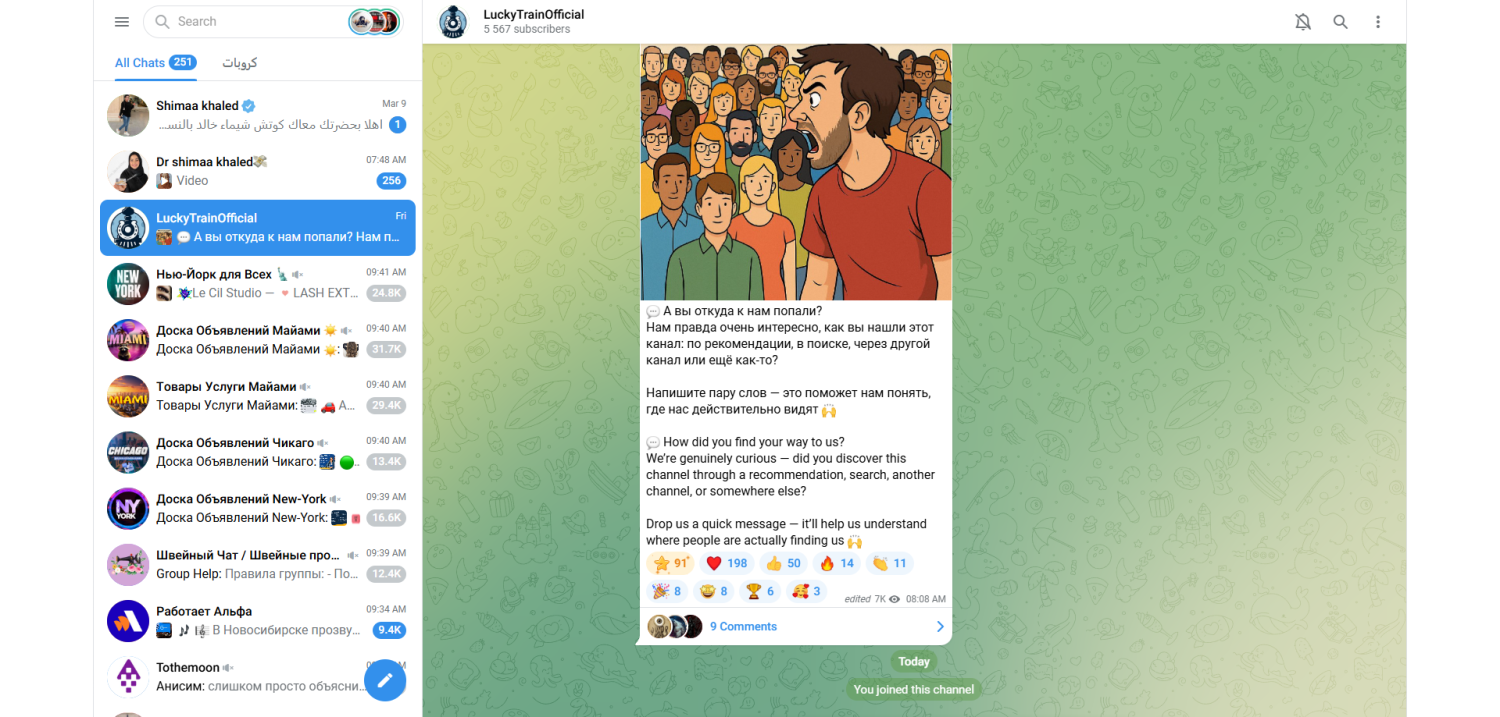 Search
All Chats 251
كروبات
Shimaa khaled
Mar 9
اهلا بحضرتك معاك كوتش شيماء خالد بالنس...
1
Dr shimaa khaled
07:48 AM
Video
256
LuckyTrainOfficial
Fri
💬 А вы откуда к нам попали? Нам п...
Нью-Йорк для Всех 🗽
09:41 AM
Le Cil Studio — LASH EXT...
24.8K
Доска Объявлений Майами ☀️
09:40 AM
Доска Объявлений Майами ☀️:
31.7K
Товары Услуги Майами
09:40 AM
Товары Услуги Майами: 🚗 А...
29.4K
Доска Объявлений Чикаго
09:40 AM
Доска Объявлений Чикаго: 🟢..
13.4K
Доска Объявлений New-York
09:39 AM
Доска Объявлений New-York:
16.6K
Швейный Чат / Швейные про...
09:39 AM
Group Help: Правила группы: - По...
12.4K
Работает Альфа
09:34 AM
В Новосибирске прозву...
9.4K
Tothemoon
Анисим: слишком просто объясни...
NEW
YORK
MIAMI
MIAMI
CHICAGO
NY
YORK
LuckyTrainOfficial
5 567 subscribers
💬 А вы откуда к нам попали?
Нам правда очень интересно, как вы нашли этот
канал: по рекомендации, в поиске, через другой
канал или ещё как-то?
Напишите пару слов — это поможет нам понять,
где нас действительно видят 🙌
💬 How did you find your way to us?
We’re genuinely curious — did you discover this
channel through a recommendation, search, another
channel, or somewhere else?
Drop us a quick message — it’ll help us understand
where people are actually finding us 🙌
91 198 50 14 11
8 8 6 3
edited 7K 08:08 AM
9 Comments
Today
You joined this channel